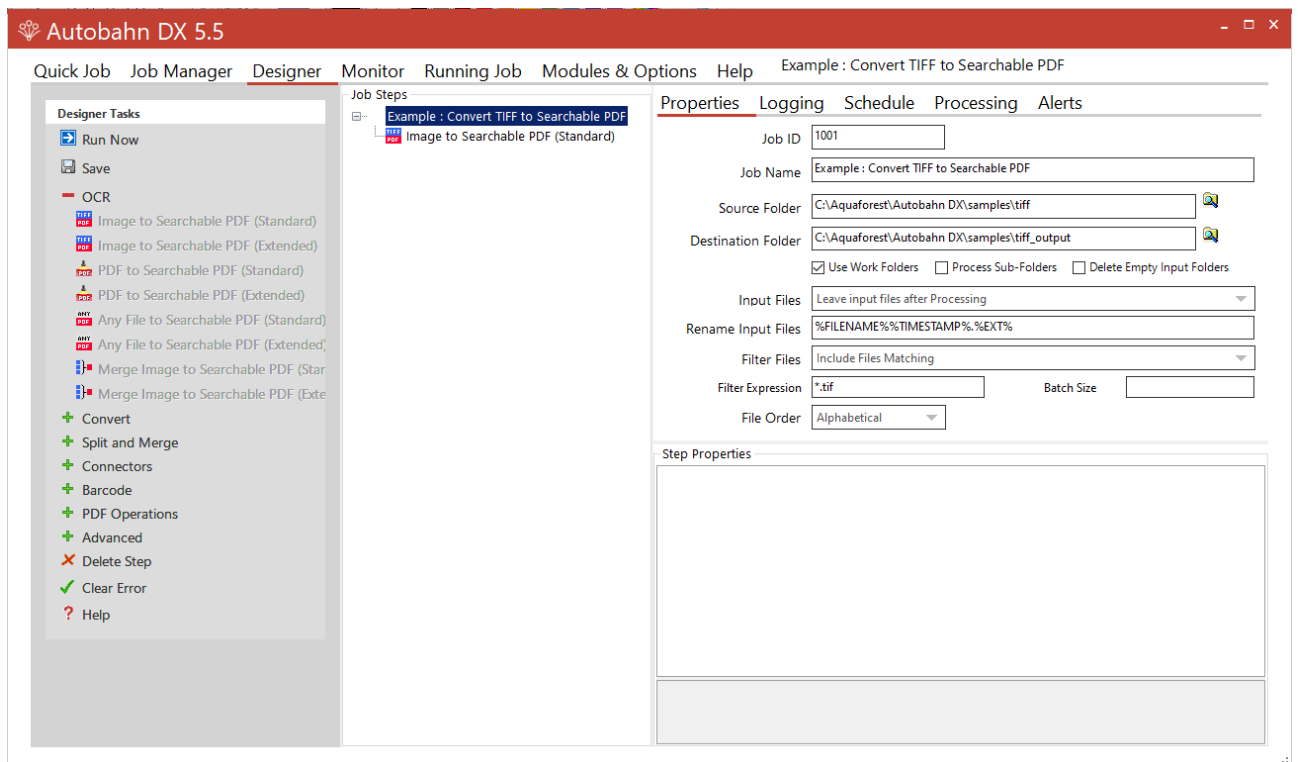 Autobahn DX 5.5
Quick Job Job Manager Designer Monitor Running Job Modules & Options Help Example : Convert TIFF to Searchable PDF
Designer Tasks
Run Now
Save
OCR
Image to Searchable PDF (Standard)
Image to Searchable PDF (Extended)
PDF to Searchable PDF (Standard)
PDF to Searchable PDF (Extended)
Any File to Searchable PDF (Standard)
Any File to Searchable PDF (Extended)
Merge Image to Searchable PDF (Star
Merge Image to Searchable PDF (Exte
Convert
Split and Merge
Connectors
Barcode
PDF Operations
Advanced
Delete Step
Clear Error
Help
Job Steps
Example : Convert TIFF to Searchable PDF
Image to Searchable PDF (Standard)
Properties Logging Schedule Processing Alerts
Job ID 1001
Job Name Example : Convert TIFF to Searchable PDF
Source Folder C:\Aquaforest\Autobahn DX\samples\tiff
Destination Folder C:\Aquaforest\Autobahn DX\samples\tiff_output
Use Work Folders Process Sub-Folders Delete Empty Input Folders
Input Files Leave input files after Processing
Rename Input Files %FILENAME%%TIMESTAMP%.%EXT%
Filter Files Include Files Matching
Filter Expression *.tif Batch Size
File Order Alphabetical
Step Properties